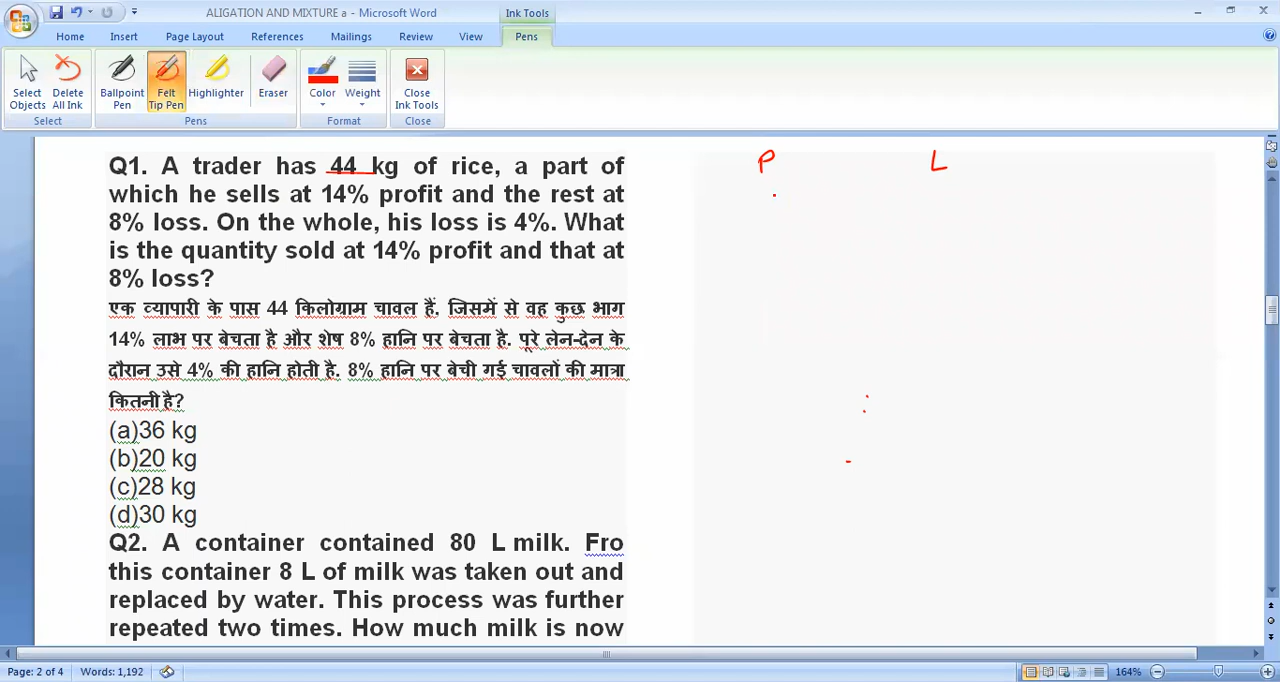 ALIGATION AND MIXTURE a - Microsoft Word
Ink Tools
Home Insert Page Layout References Mailings Review View Pens
Select Objects
Delete All Ink
Ballpoint Pen
Felt Tip Pen
Highlighter
Eraser
Color
Weight
Close Ink Tools
Select Pens Format Close
P L
Q1. A trader has 44 kg of rice, a part of
which he sells at 14% profit and the rest at
8% loss. On the whole, his loss is 4%. What
is the quantity sold at 14% profit and that at
8% loss?
एक व्यापारी के पास 44 किलोग्राम चावल हैं. जिसमें से वह कुछ भाग
14% लाभ पर बेचता है और शेष 8% हानि पर बेचता है. पूरे लेन-देन के
दौरान उसे 4% की हानि होती है. 8% हानि पर बेची गई चावलों की मात्रा
कितनी है?
(a)36 kg
(b)20 kg
(c)28 kg
(d)30 kg
Q2. A container contained 80 L milk. Fro
this container 8 L of milk was taken out and
replaced by water. This process was further
repeated two times. How much milk is now
Page: 2 of 4 Words: 1,192 164%